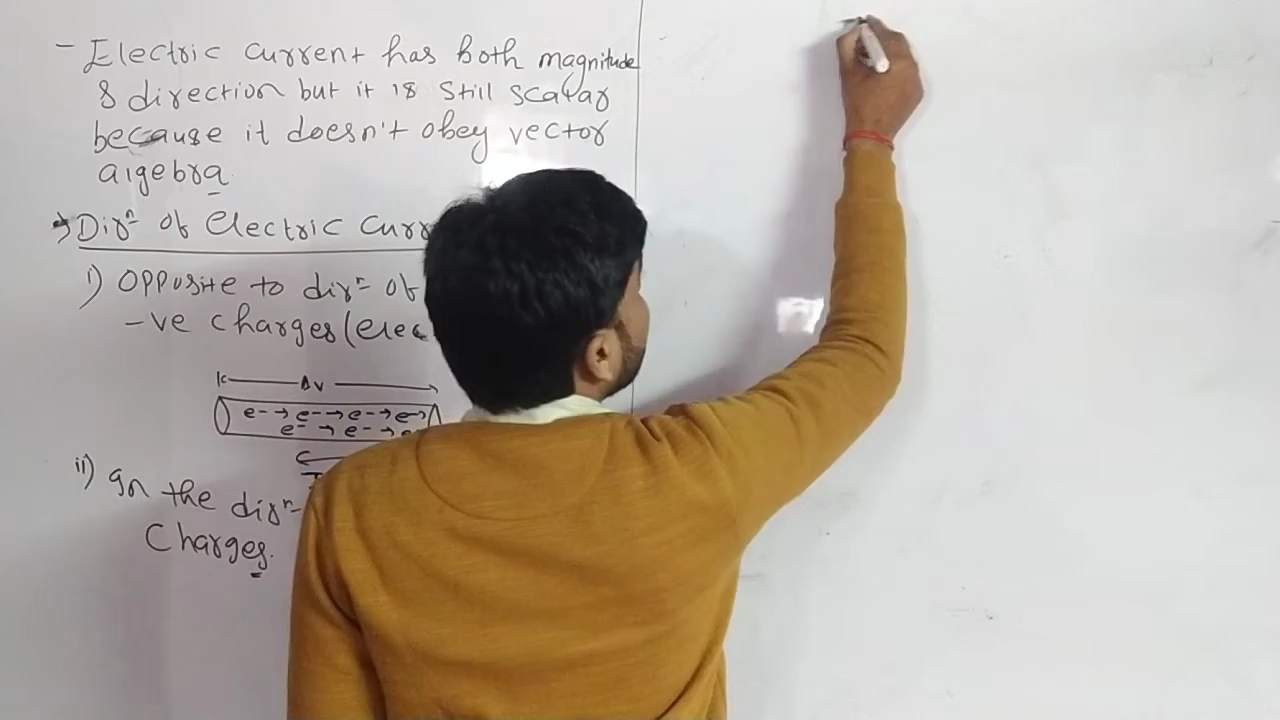 - Electric current has both magnitude
& direction but it is still scalar
because it doesn't obey vector
algebra
→ Dirⁿ of Electric Curr
i) Opposite to dirⁿ of
-ve charges (elec
ΔV
e- → e- → e- → e- →
e- → e- → e
I
ii) In the dirⁿ
Charges.